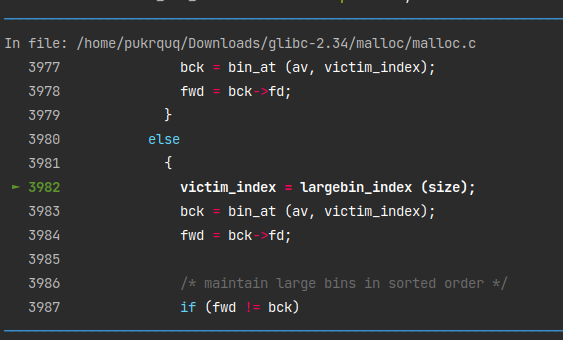 In file: /home/pukrquq/Downloads/glibc-2.34/malloc/malloc.c
3977 bck = bin_at (av, victim_index);
3978 fwd = bck->fd;
3979 }
3980 else
3981 {
► 3982 victim_index = largebin_index (size);
3983 bck = bin_at (av, victim_index);
3984 fwd = bck->fd;
3985
3986 /* maintain large bins in sorted order */
3987 if (fwd != bck)